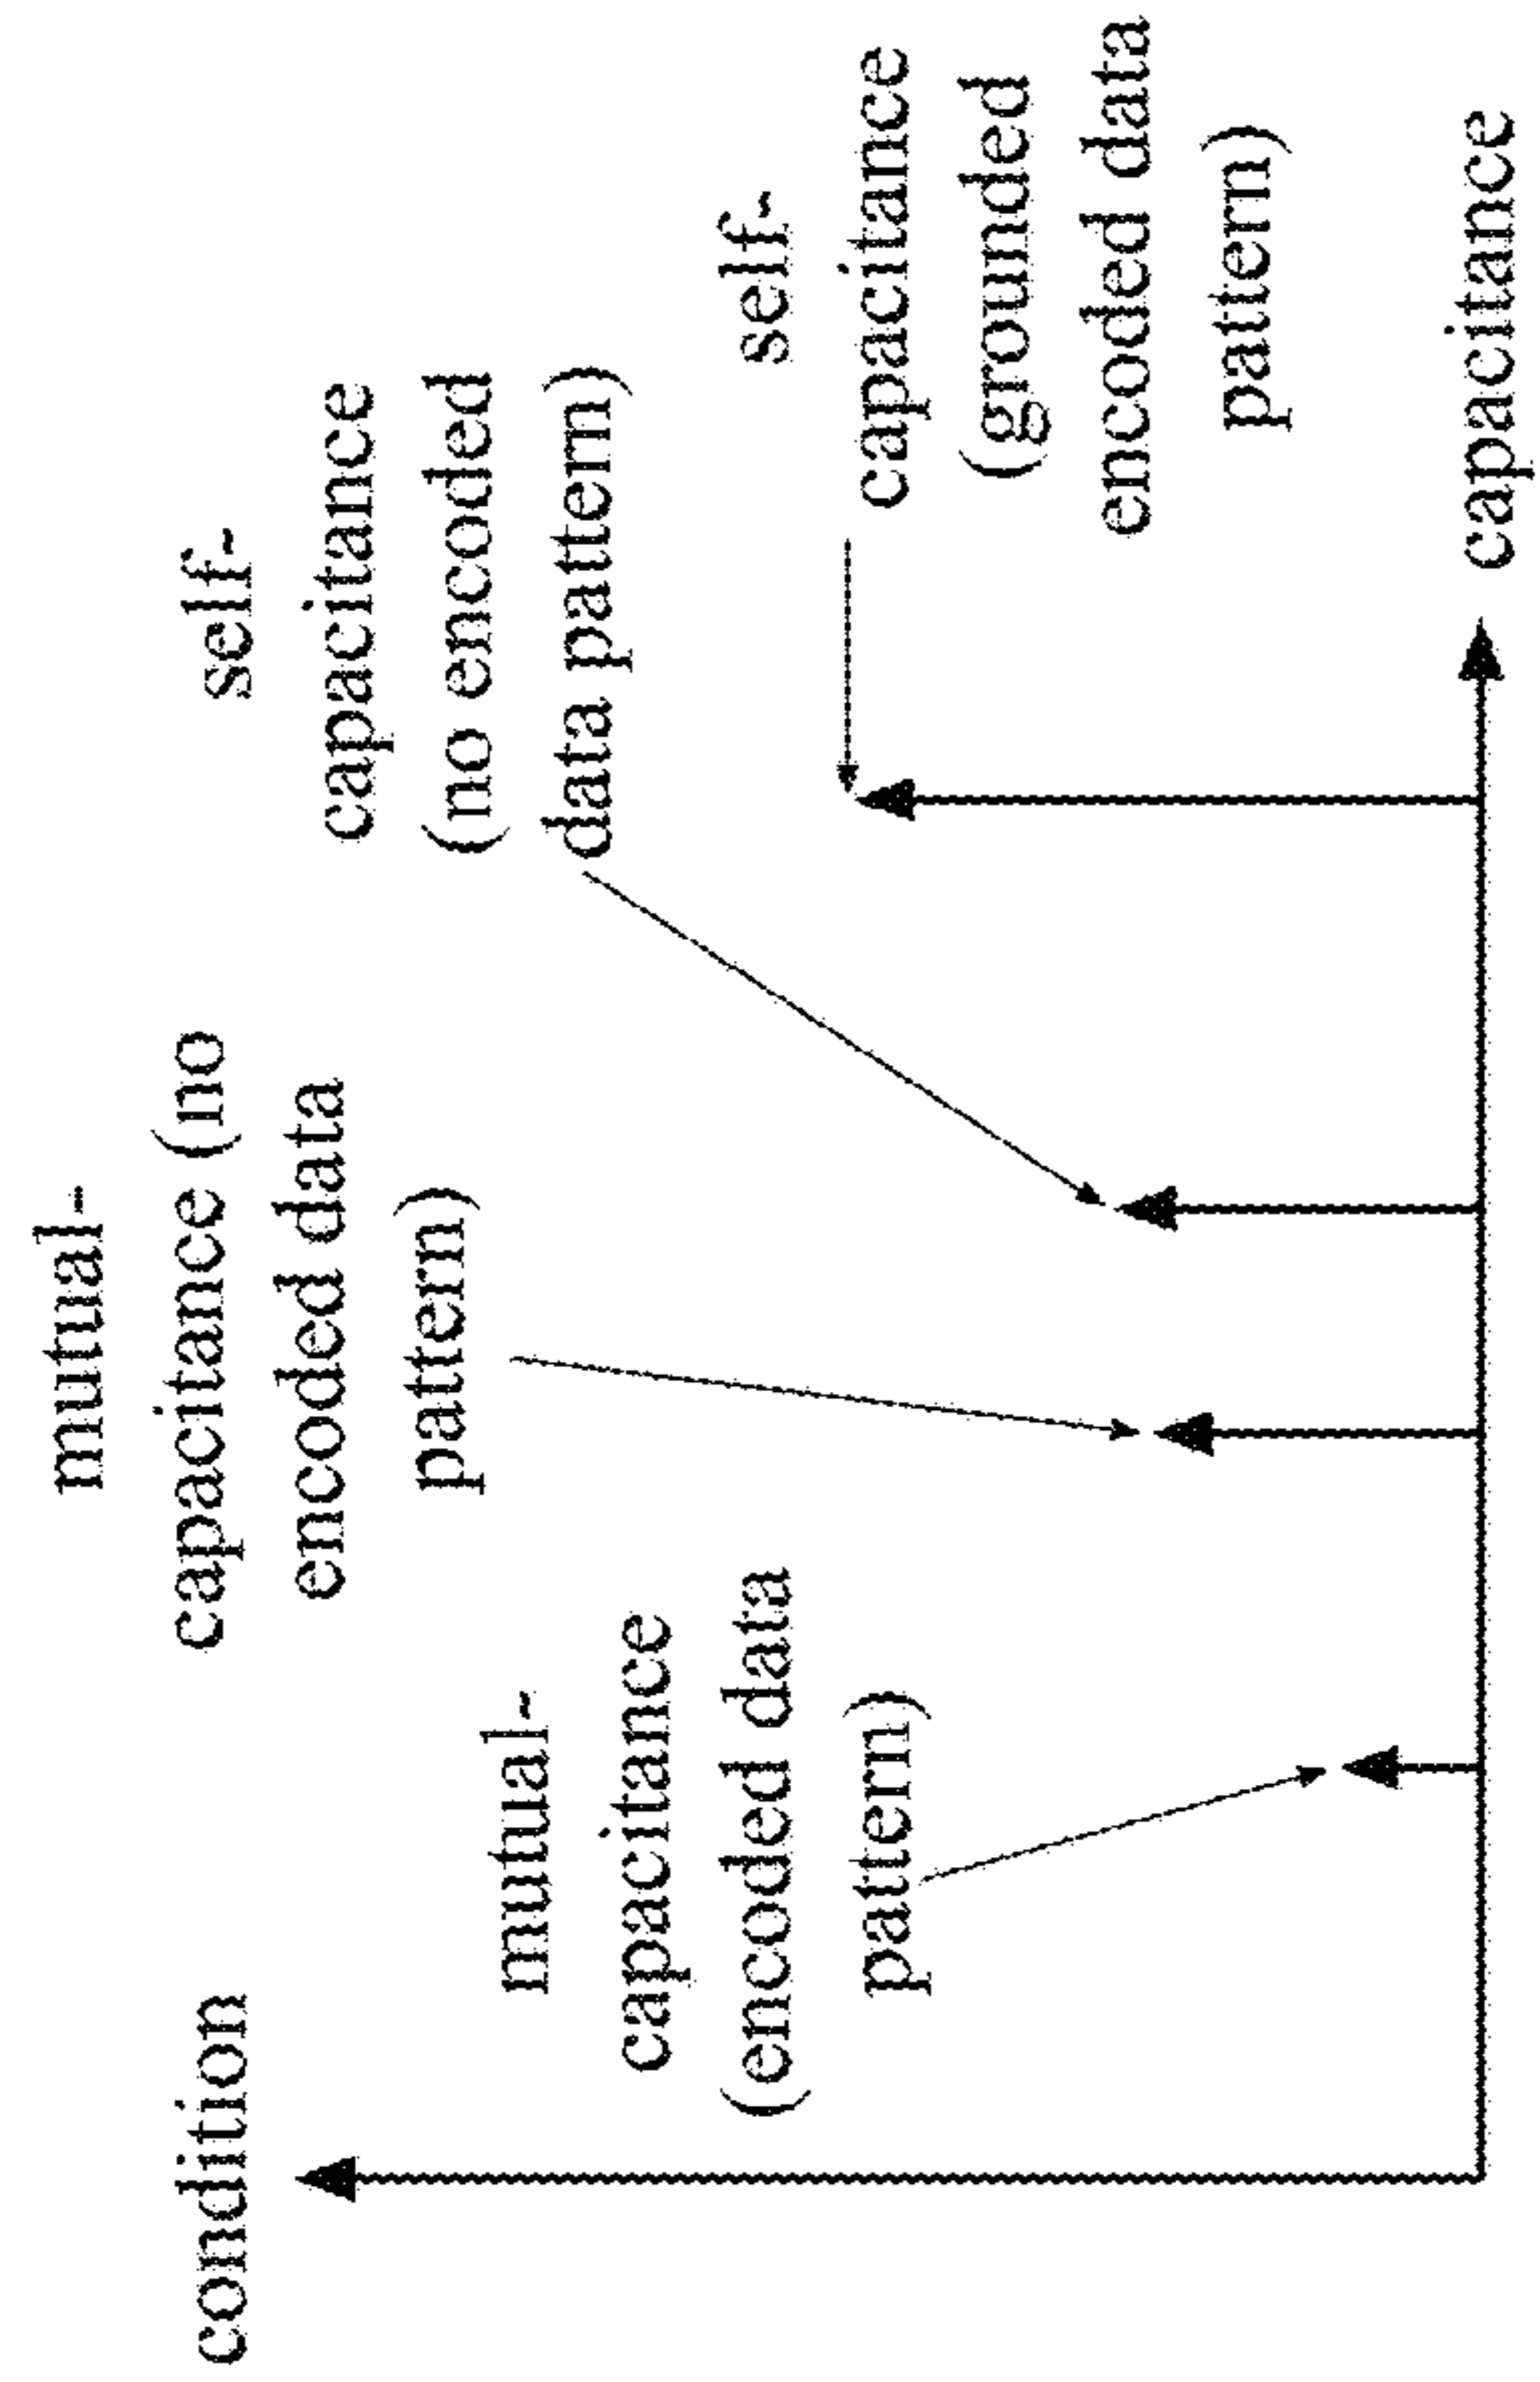 condition
mutual-
capacitance
(encoded data
pattern)
mutual-
capacitance (no
encoded data
pattern)
self-
capacitance
(no encoded
data pattern)
self-
capacitance
(grounded
encoded data
pattern)
capacitance